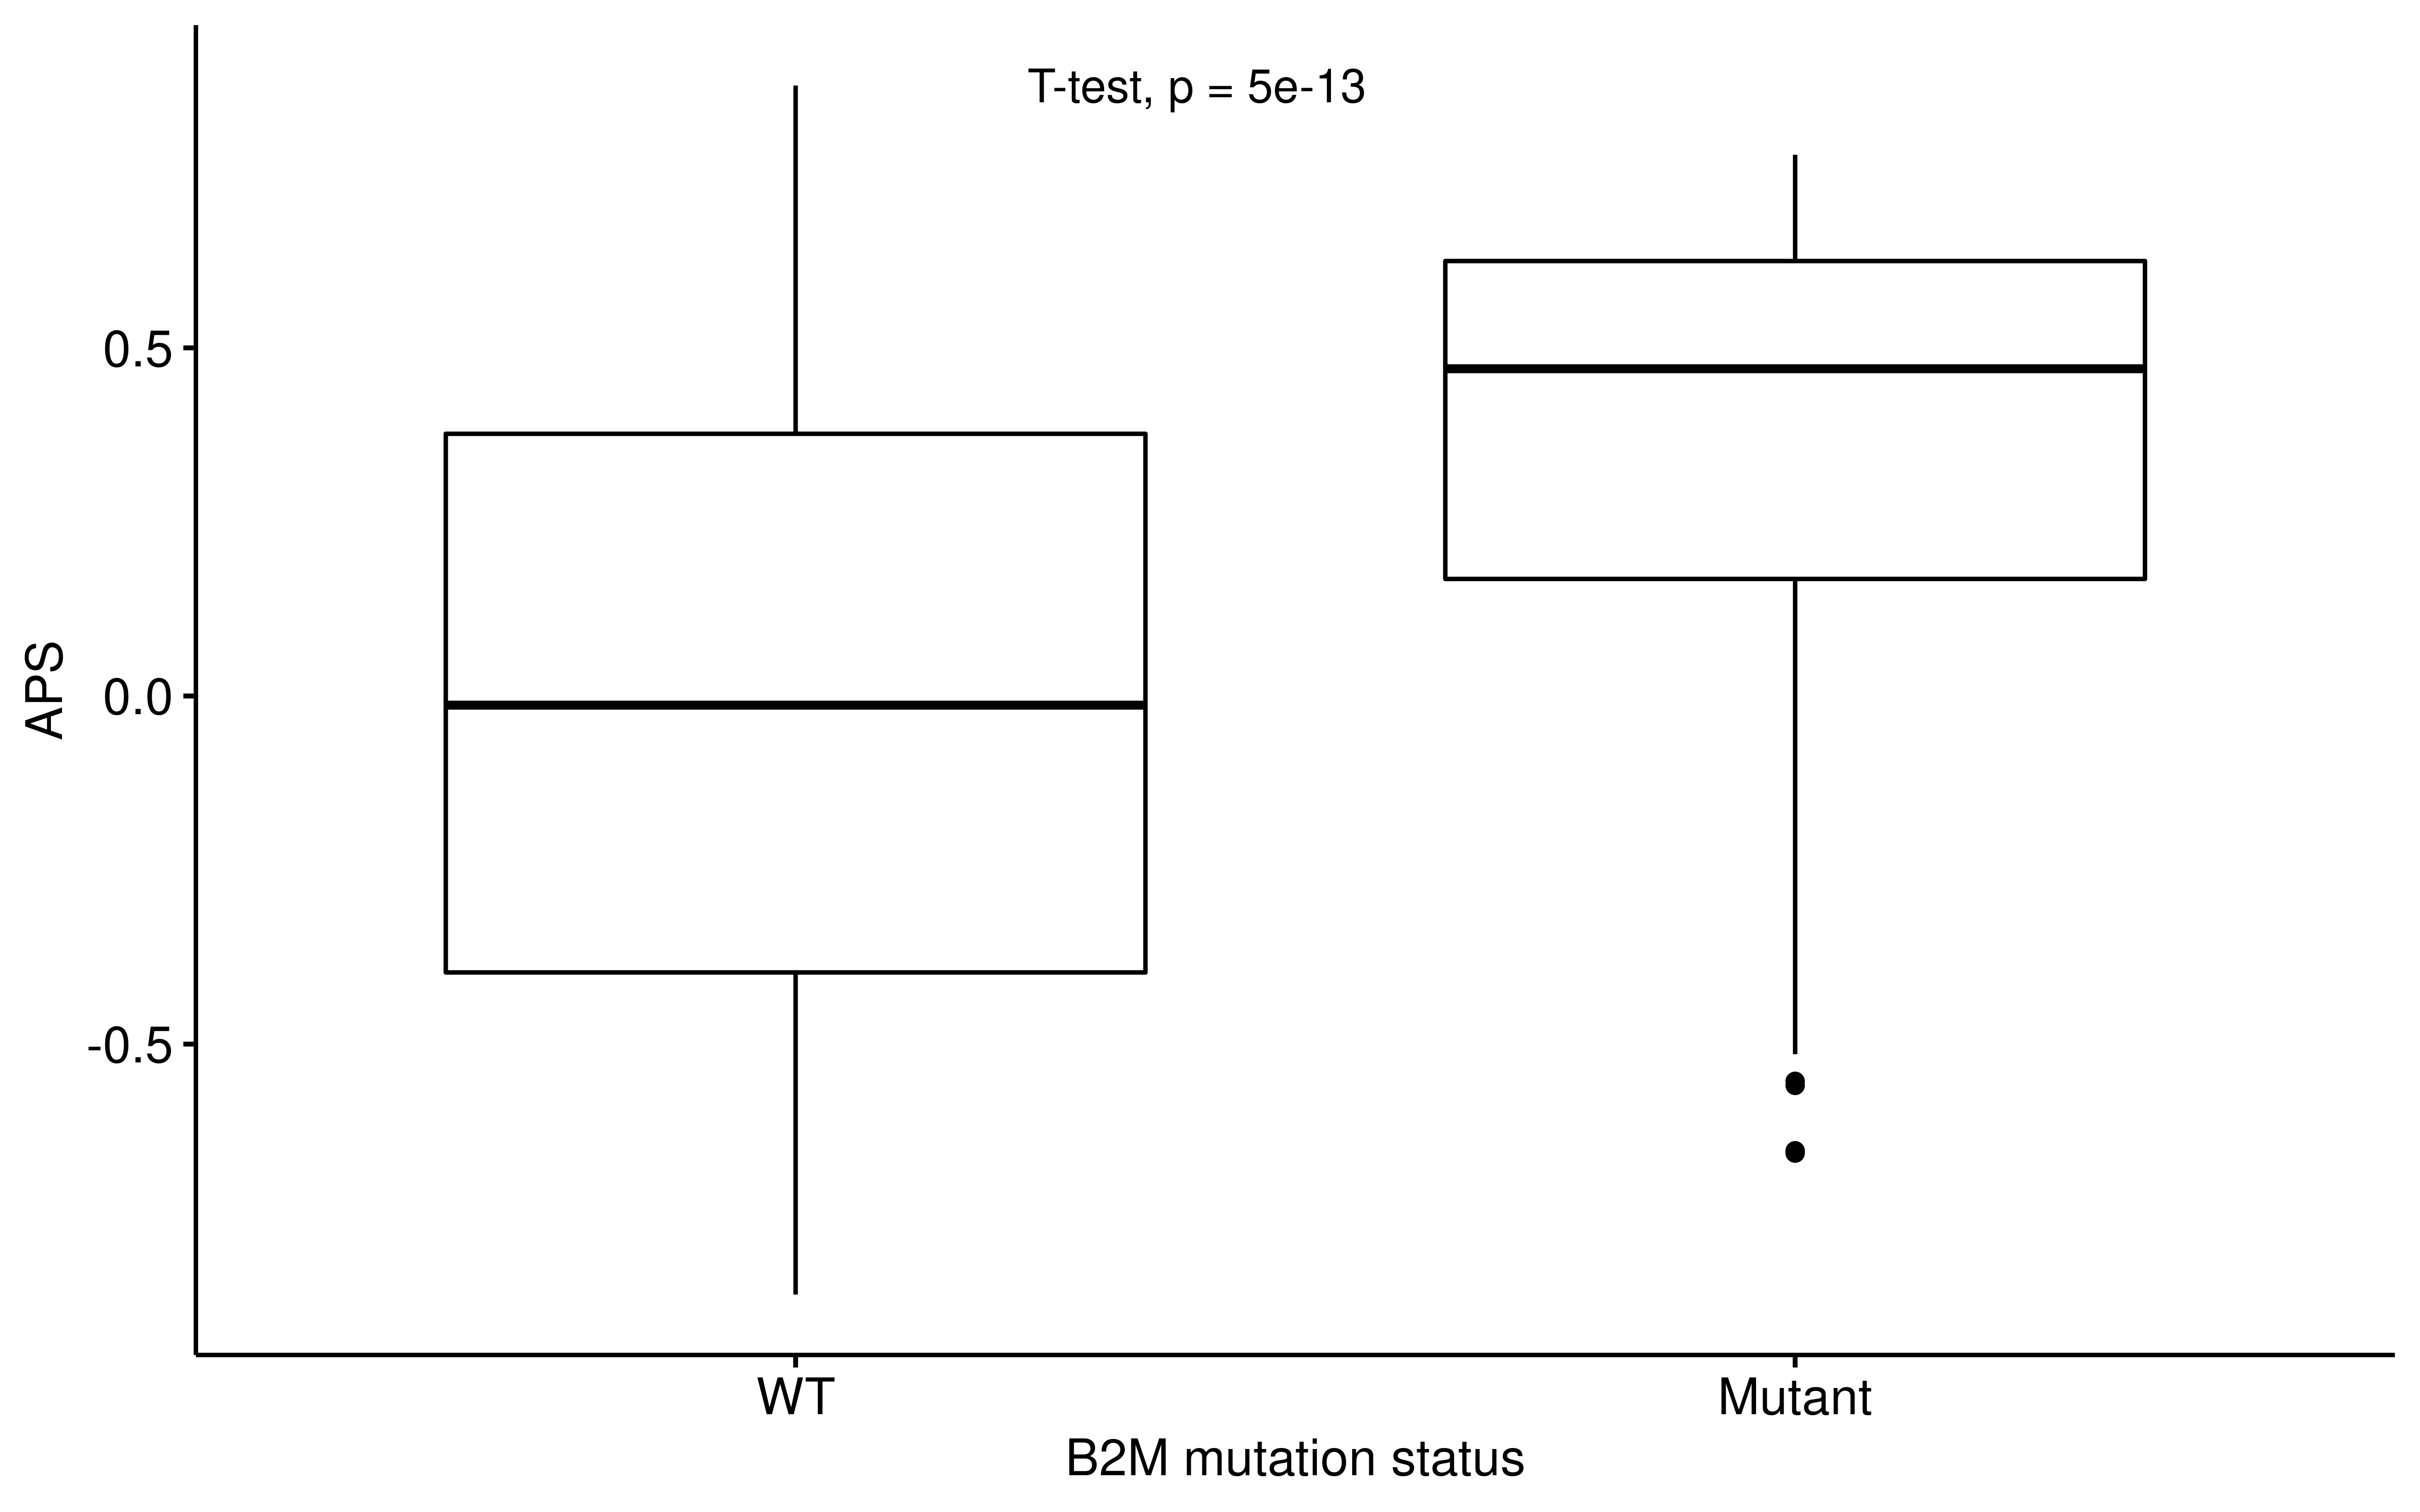 T-test, p = 5e-13
APS
0.5
0.0
-0.5
WT
Mutant
B2M mutation status